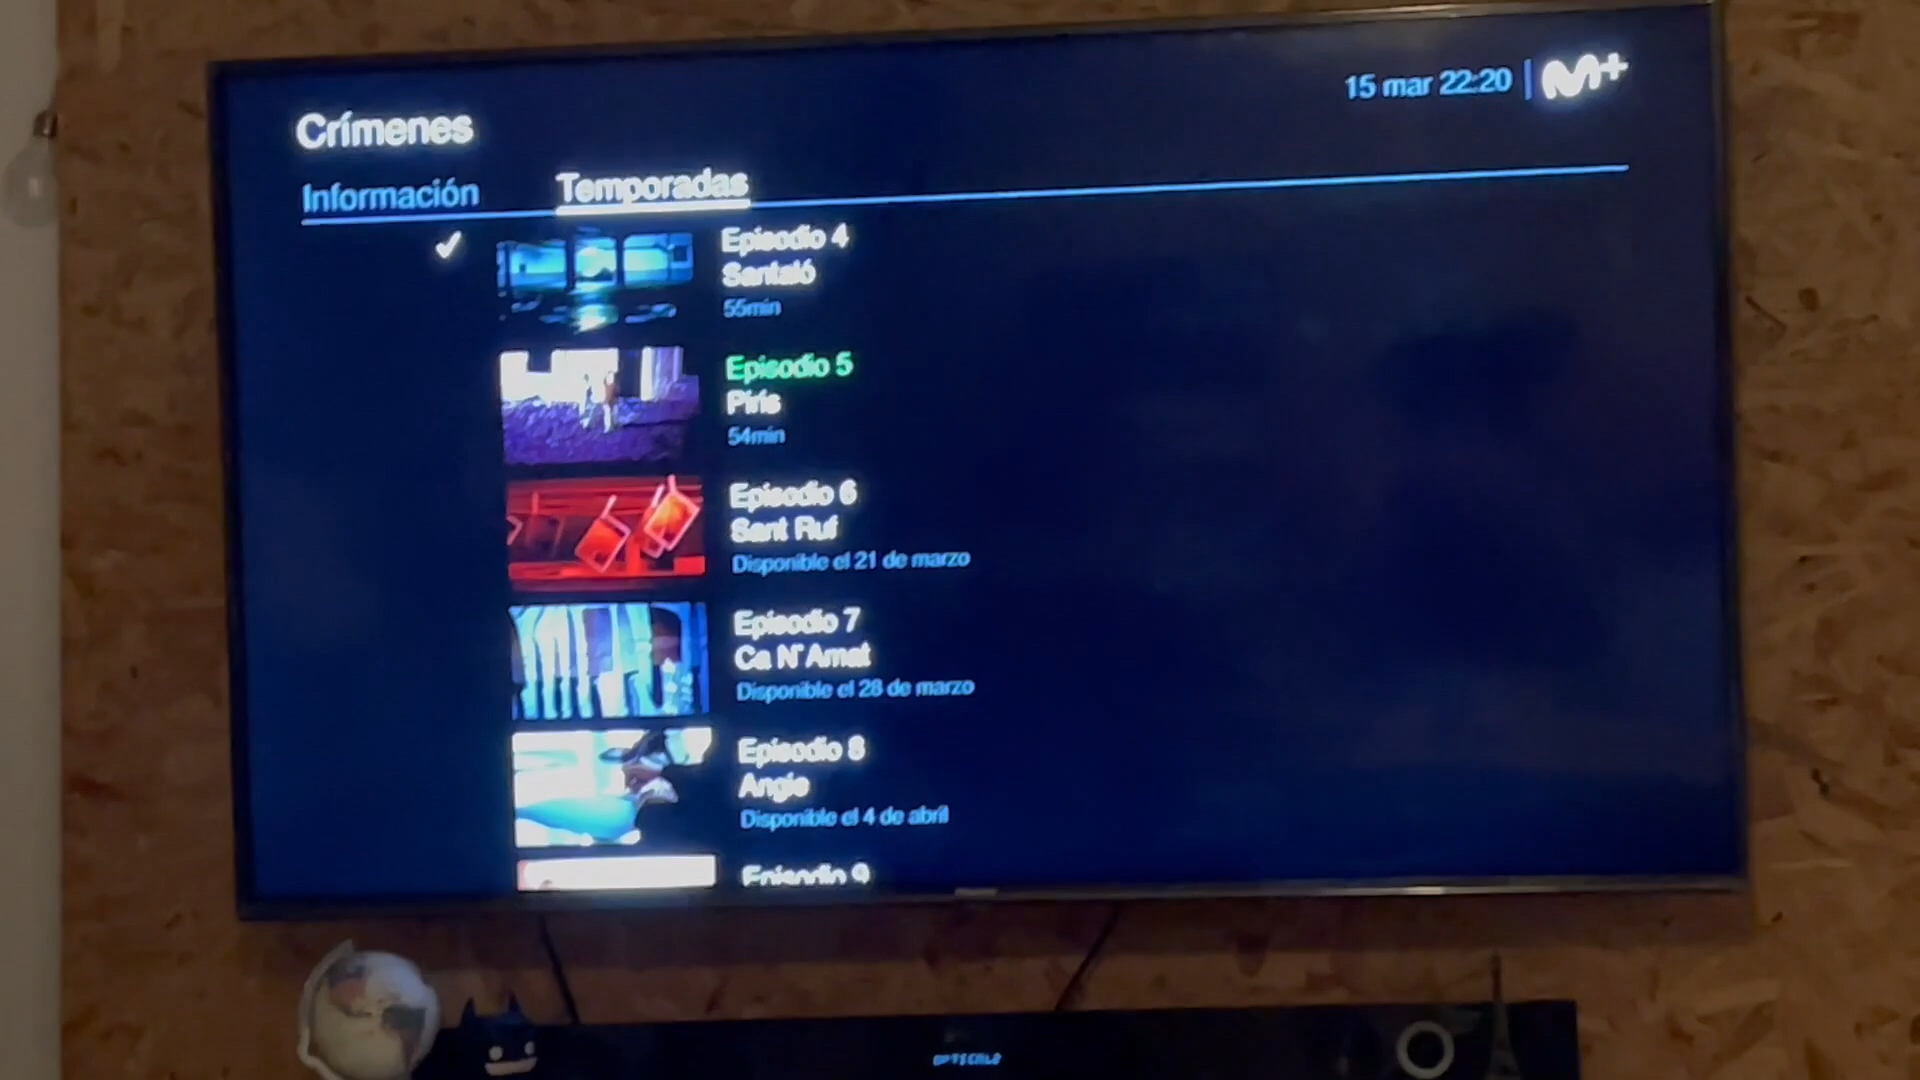 Crímenes
15 mar 22:20
M+
Información
Temporadas
Episodio 4
Santaló
55min
Episodio 5
Piris
54min
Episodio 6
Sant Ruf
Disponible el 21 de marzo
Episodio 7
Ca N'Amat
Disponible el 28 de marzo
Episodio 8
Angie
Disponible el 4 de abril
Episodio 9